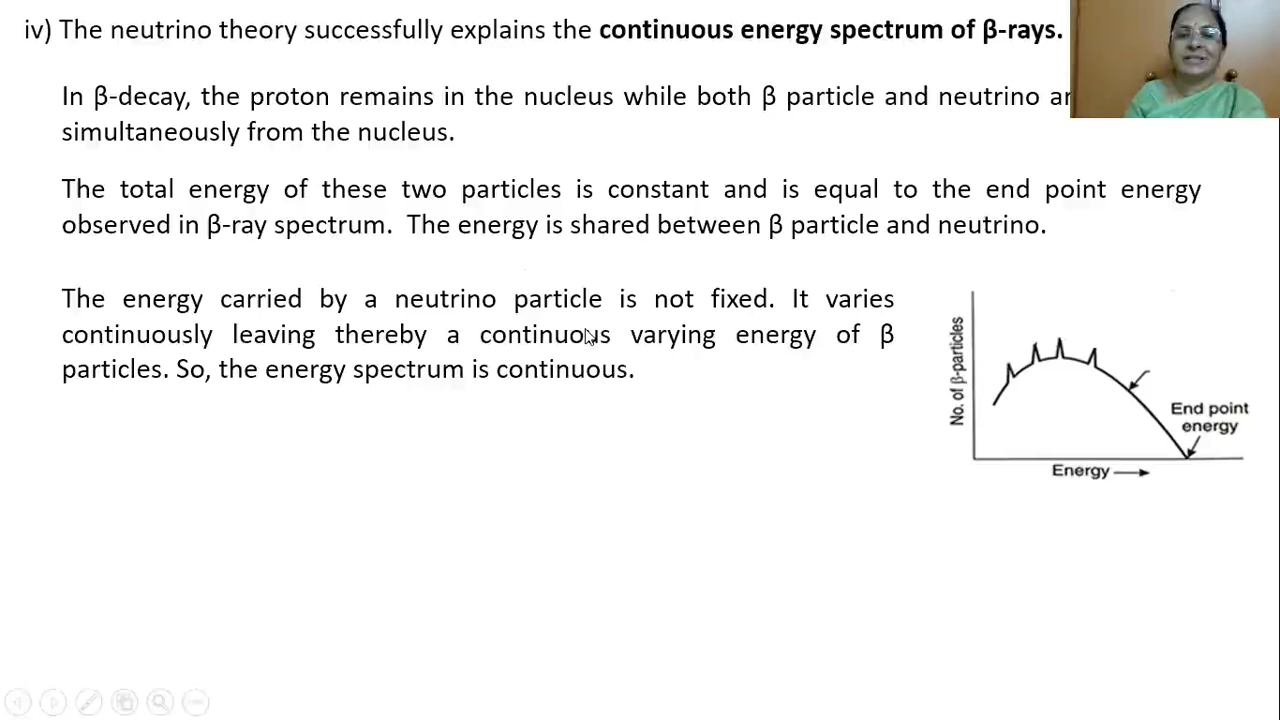 iv) The neutrino theory successfully explains the continuous energy spectrum of β-rays.
In β-decay, the proton remains in the nucleus while both β particle and neutrino
simultaneously from the nucleus.
The total energy of these two particles is constant and is equal to the end point energy
observed in β-ray spectrum. The energy is shared between β particle and neutrino.
The energy carried by a neutrino particle is not fixed. It varies
continuously leaving thereby a continuous varying energy of β
particles. So, the energy spectrum is continuous.
No. of β-particles
End point
energy
Energy